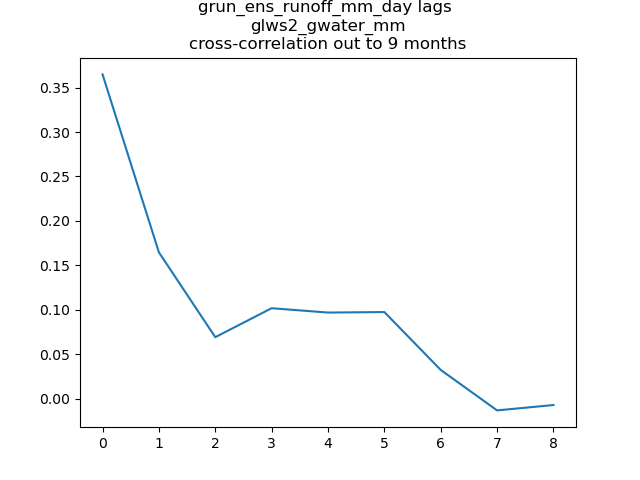 grun_ens_runoff_mm_day lags
glws2_gwater_mm
cross-correlation out to 9 months
0.35
0.30
0.25
0.20
0.15
0.10
0.05
0.00
0 1 2 3 4 5 6 7 8